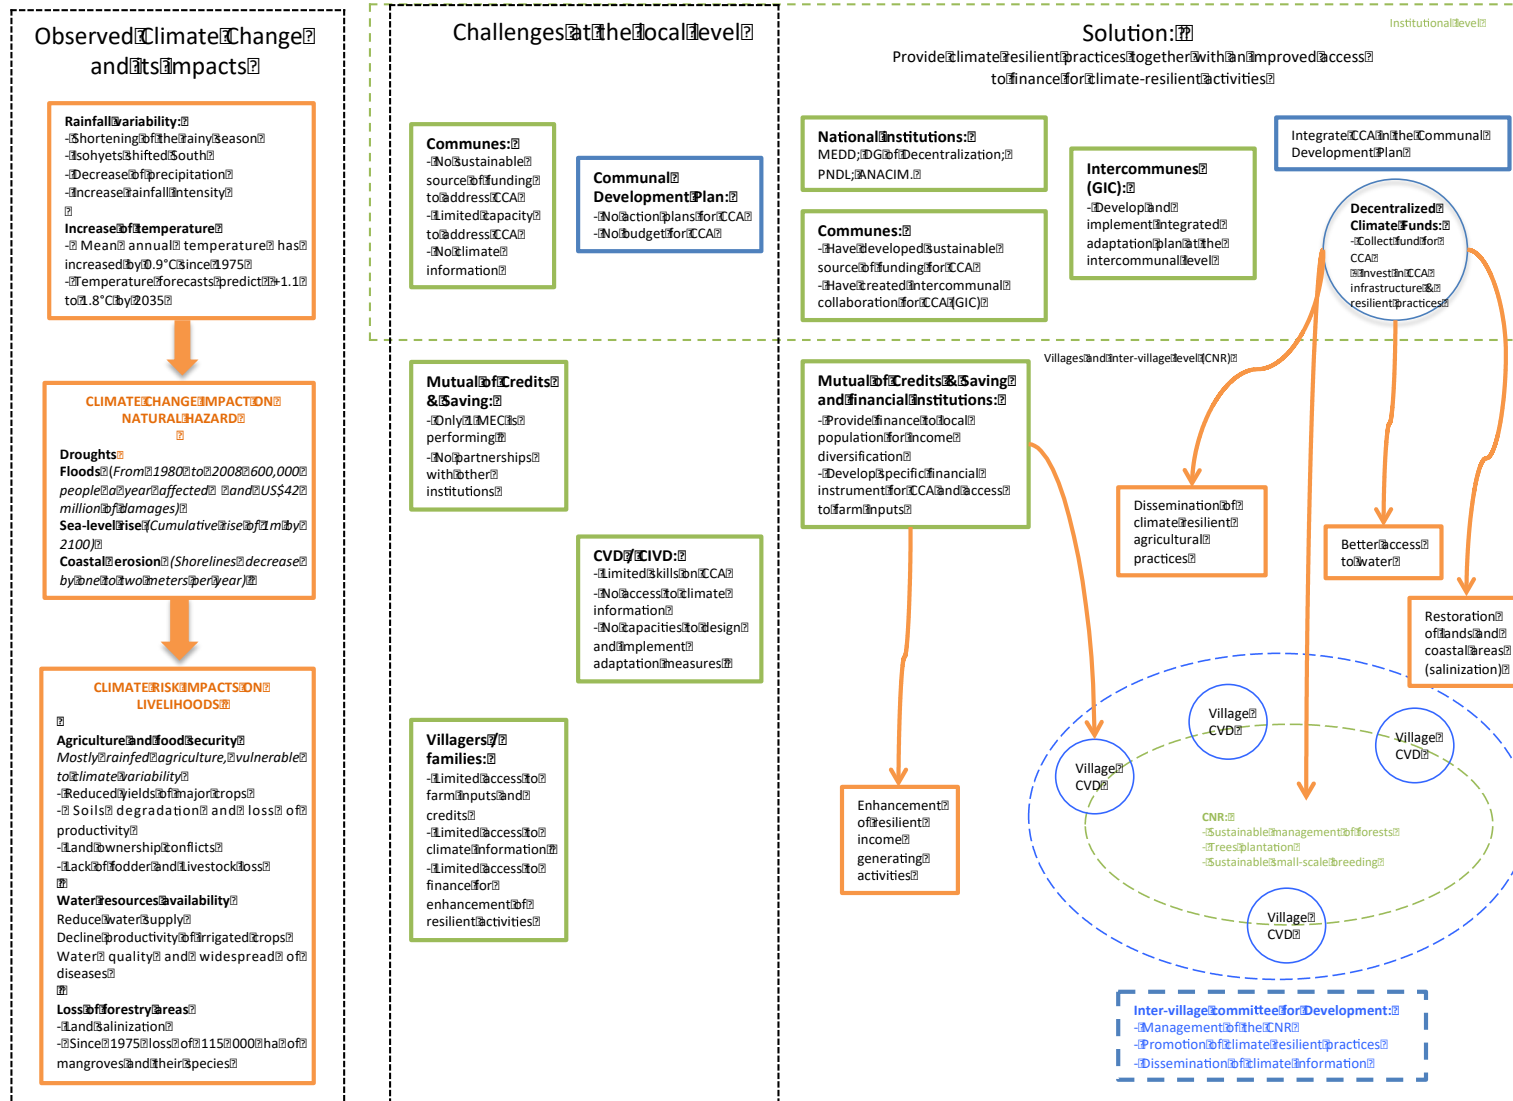 Observed Climate Change
and its impacts
Rainfall variability:
- Shortening of the rainy season
- Isohyets shifted South
- Decrease of precipitation
- Increase rainfall intensity
Increase of temperature
- Mean annual temperature has
increased by 0.9°C since 1975
- Temperature forecasts predict +1.1
to 1.8°C by 2035
CLIMATE CHANGE IMPACT ON
NATURAL HAZARD
Droughts
Floods (From 1980 to 2008 600,000
people a year affected and US$42
million of damages)
Sea-level rise (Cumulative rise of 1m by
2100)
Coastal erosion (Shorelines decrease
by one to two meters per year)
CLIMATE RISK IMPACTS ON
LIVELIHOODS
Agriculture and food security
Mostly rainfed agriculture, vulnerable
to climate variability
- Reduced yields of major crops
- Soils degradation and loss of
productivity
- Land ownership conflicts
- Lack of fodder and Livestock loss
Water resources availability
Reduce water supply
Decline productivity of irrigated crops
Water quality and widespread of
diseases
Loss of forestry areas
- Land salinization
- Since 1975 loss of 115 000 ha of
mangroves and their species
Challenges at the local level
Communes:
- No sustainable
source of funding
to address CCA
- Limited capacity
to address CCA
- No climate
information
Communal
Development Plan:
- No action plans for CCA
- No budget for CCA
Mutual of Credits
& Saving:
- Only 1 MEC is
performing
- No partnerships
with other
institutions
CVD / CIVD:
- Limited skills on CCA
- No access to climate
information
- No capacities to design
and implement
adaptation measures
Villagers /
families:
- Limited access to
farm inputs and
credits
- Limited access to
climate information
- Limited access to
finance for
enhancement of
resilient activities
Institutional level
Solution:
Provide climate resilient practices together with an improved access
to finance for climate-resilient activities
National institutions:
MEDD; DG of Decentralization;
PNDL; ANACIM.
Communes:
- Have developed sustainable
source of funding for CCA
- Have created intercommunal
collaboration for CCA (GIC)
Intercommunes
(GIC):
- Develop and
implement integrated
adaptation plan at the
intercommunal level
Integrate CCA in the Communal
Development Plan
Decentralized
Climate Funds:
- Collect fund for
CCA
- Invest in CCA
infrastructure &
resilient practices
Villages and inter-village level (CNR)
Mutual of Credits & Saving
and financial institutions:
- Provide finance to local
population for income
diversification
- Develop specific financial
instrument for CCA and access
to farm inputs
Dissemination of
climate resilient
agricultural
practices
Better access
to water
Restoration
of lands and
coastal areas
(salinization)
Enhancement
of resilient
income
generating
activities
Village
CVD
Village
CVD
Village
CVD
Village
CVD
CNR:
- Sustainable management of forests
- Trees plantation
- Sustainable small-scale breeding
Inter-village committee for Development:
- Management of the CNR
- Promotion of climate resilient practices
- Dissemination of climate information